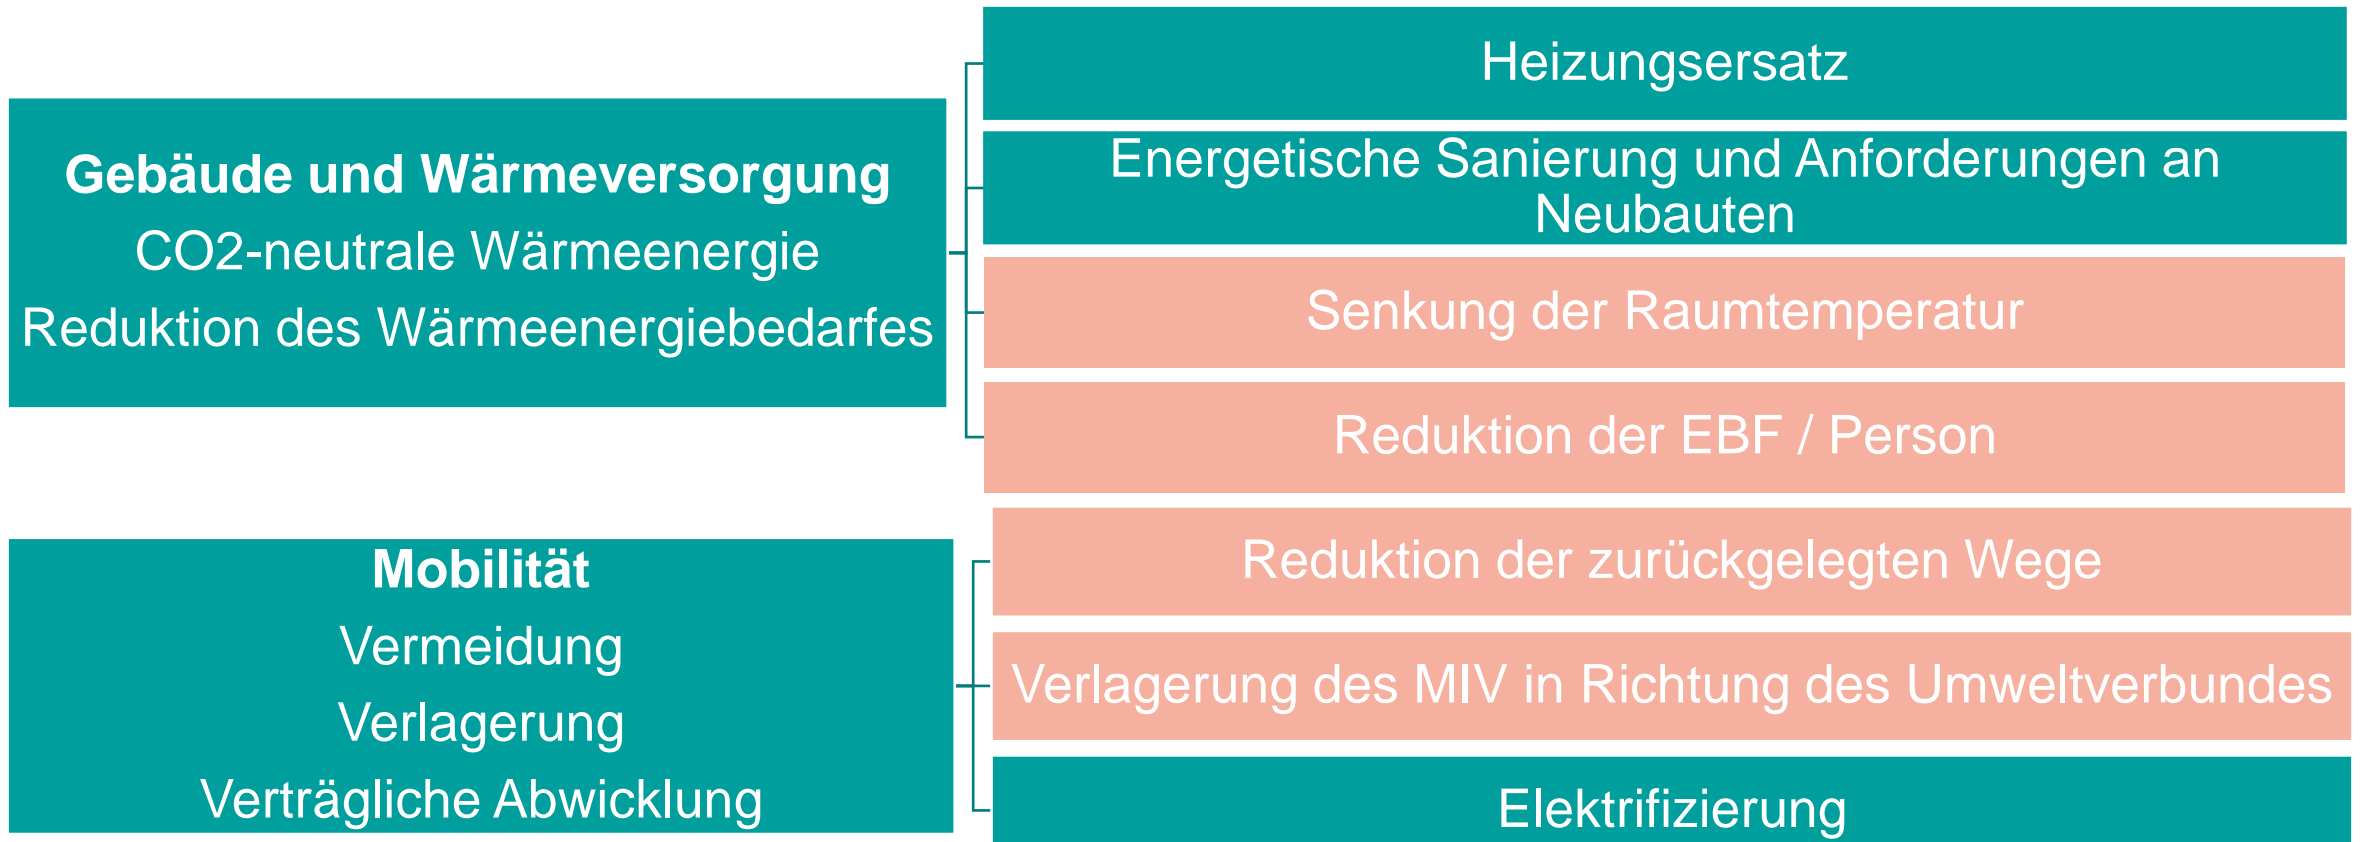 Gebäude und Wärmeversorgung
CO2-neutrale Wärmeenergie
Reduktion des Wärmeenergiebedarfes
Heizungsersatz
Energetische Sanierung und Anforderungen an
Neubauten
Senkung der Raumtemperatur
Reduktion der EBF / Person
Mobilität
Vermeidung
Verlagerung
Verträgliche Abwicklung
Reduktion der zurückgelegten Wege
Verlagerung des MIV in Richtung des Umweltverbundes
Elektrifizierung